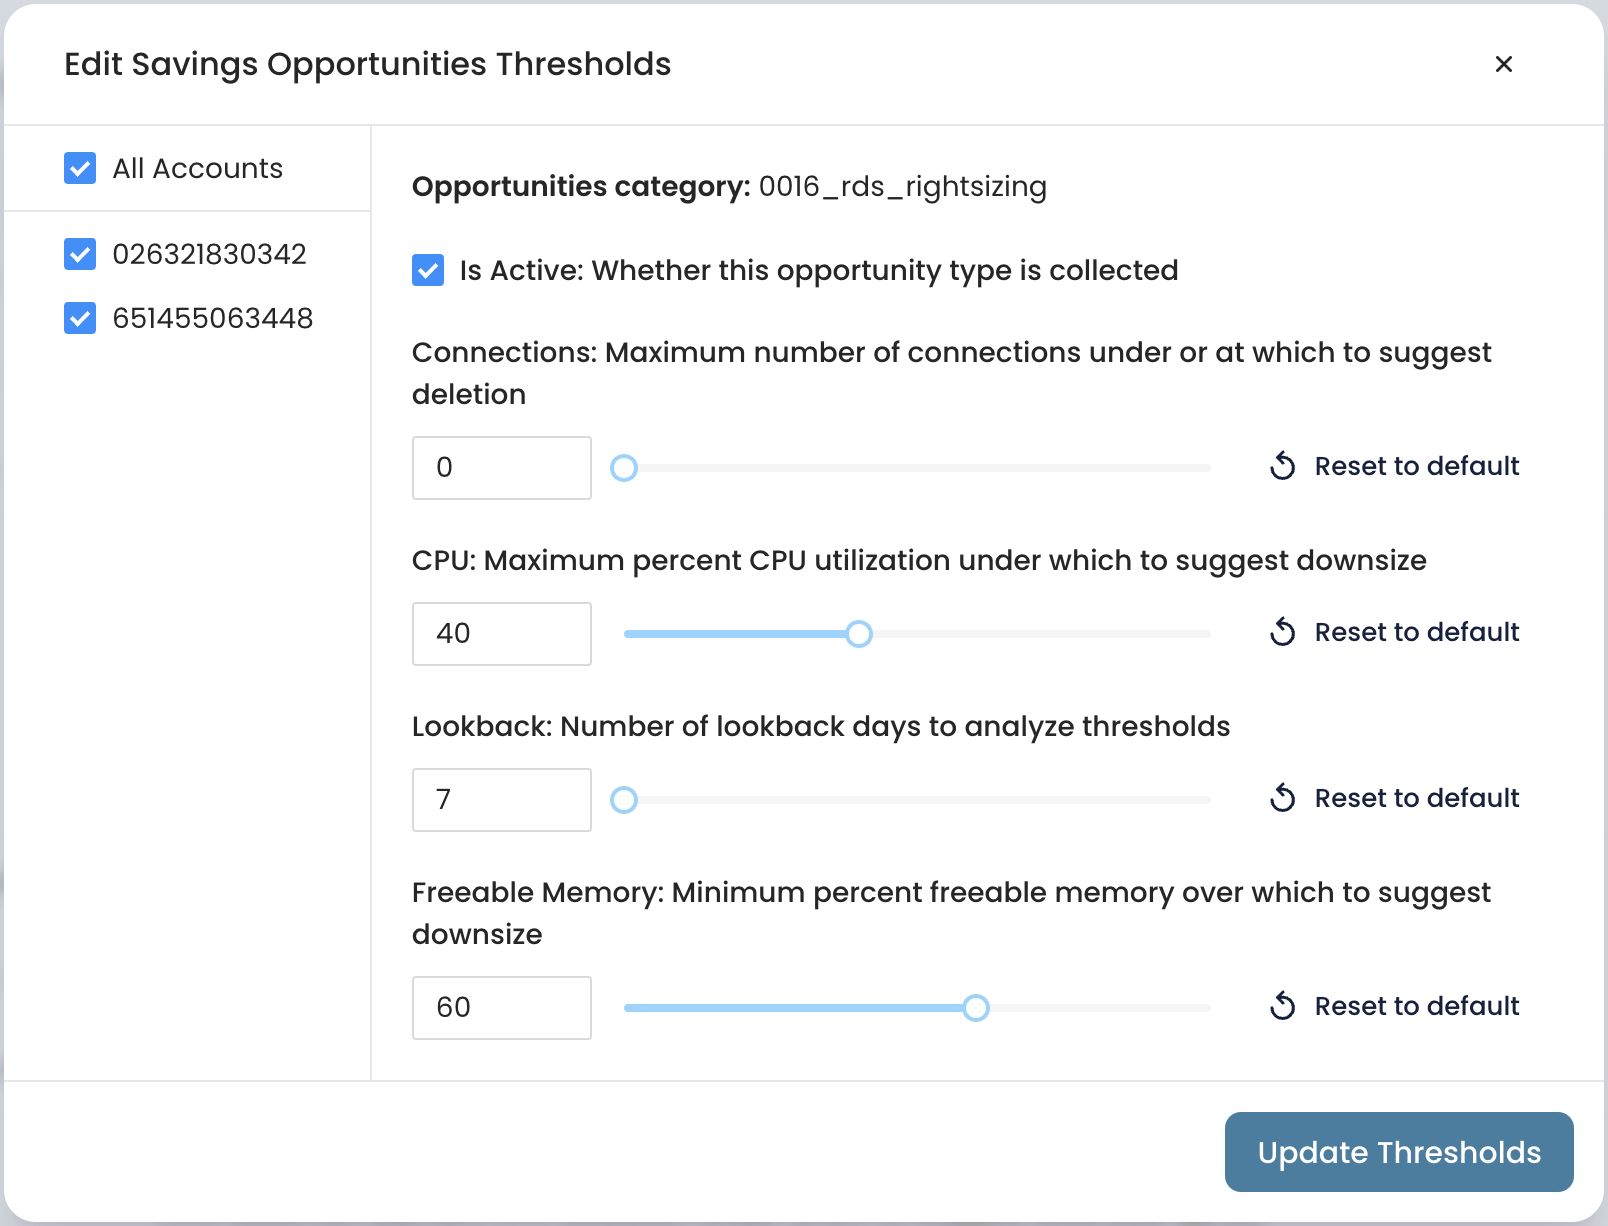 Edit Savings Opportunities Thresholds
All Accounts
026321830342
651455063448
Opportunities category: 0016_rds_rightsizing
Is Active: Whether this opportunity type is collected
Connections: Maximum number of connections under or at which to suggest
deletion
0
Reset to default
CPU: Maximum percent CPU utilization under which to suggest downsize
40
Reset to default
Lookback: Number of lookback days to analyze thresholds
7
Reset to default
Freeable Memory: Minimum percent freeable memory over which to suggest
downsize
60
Reset to default
Update Thresholds